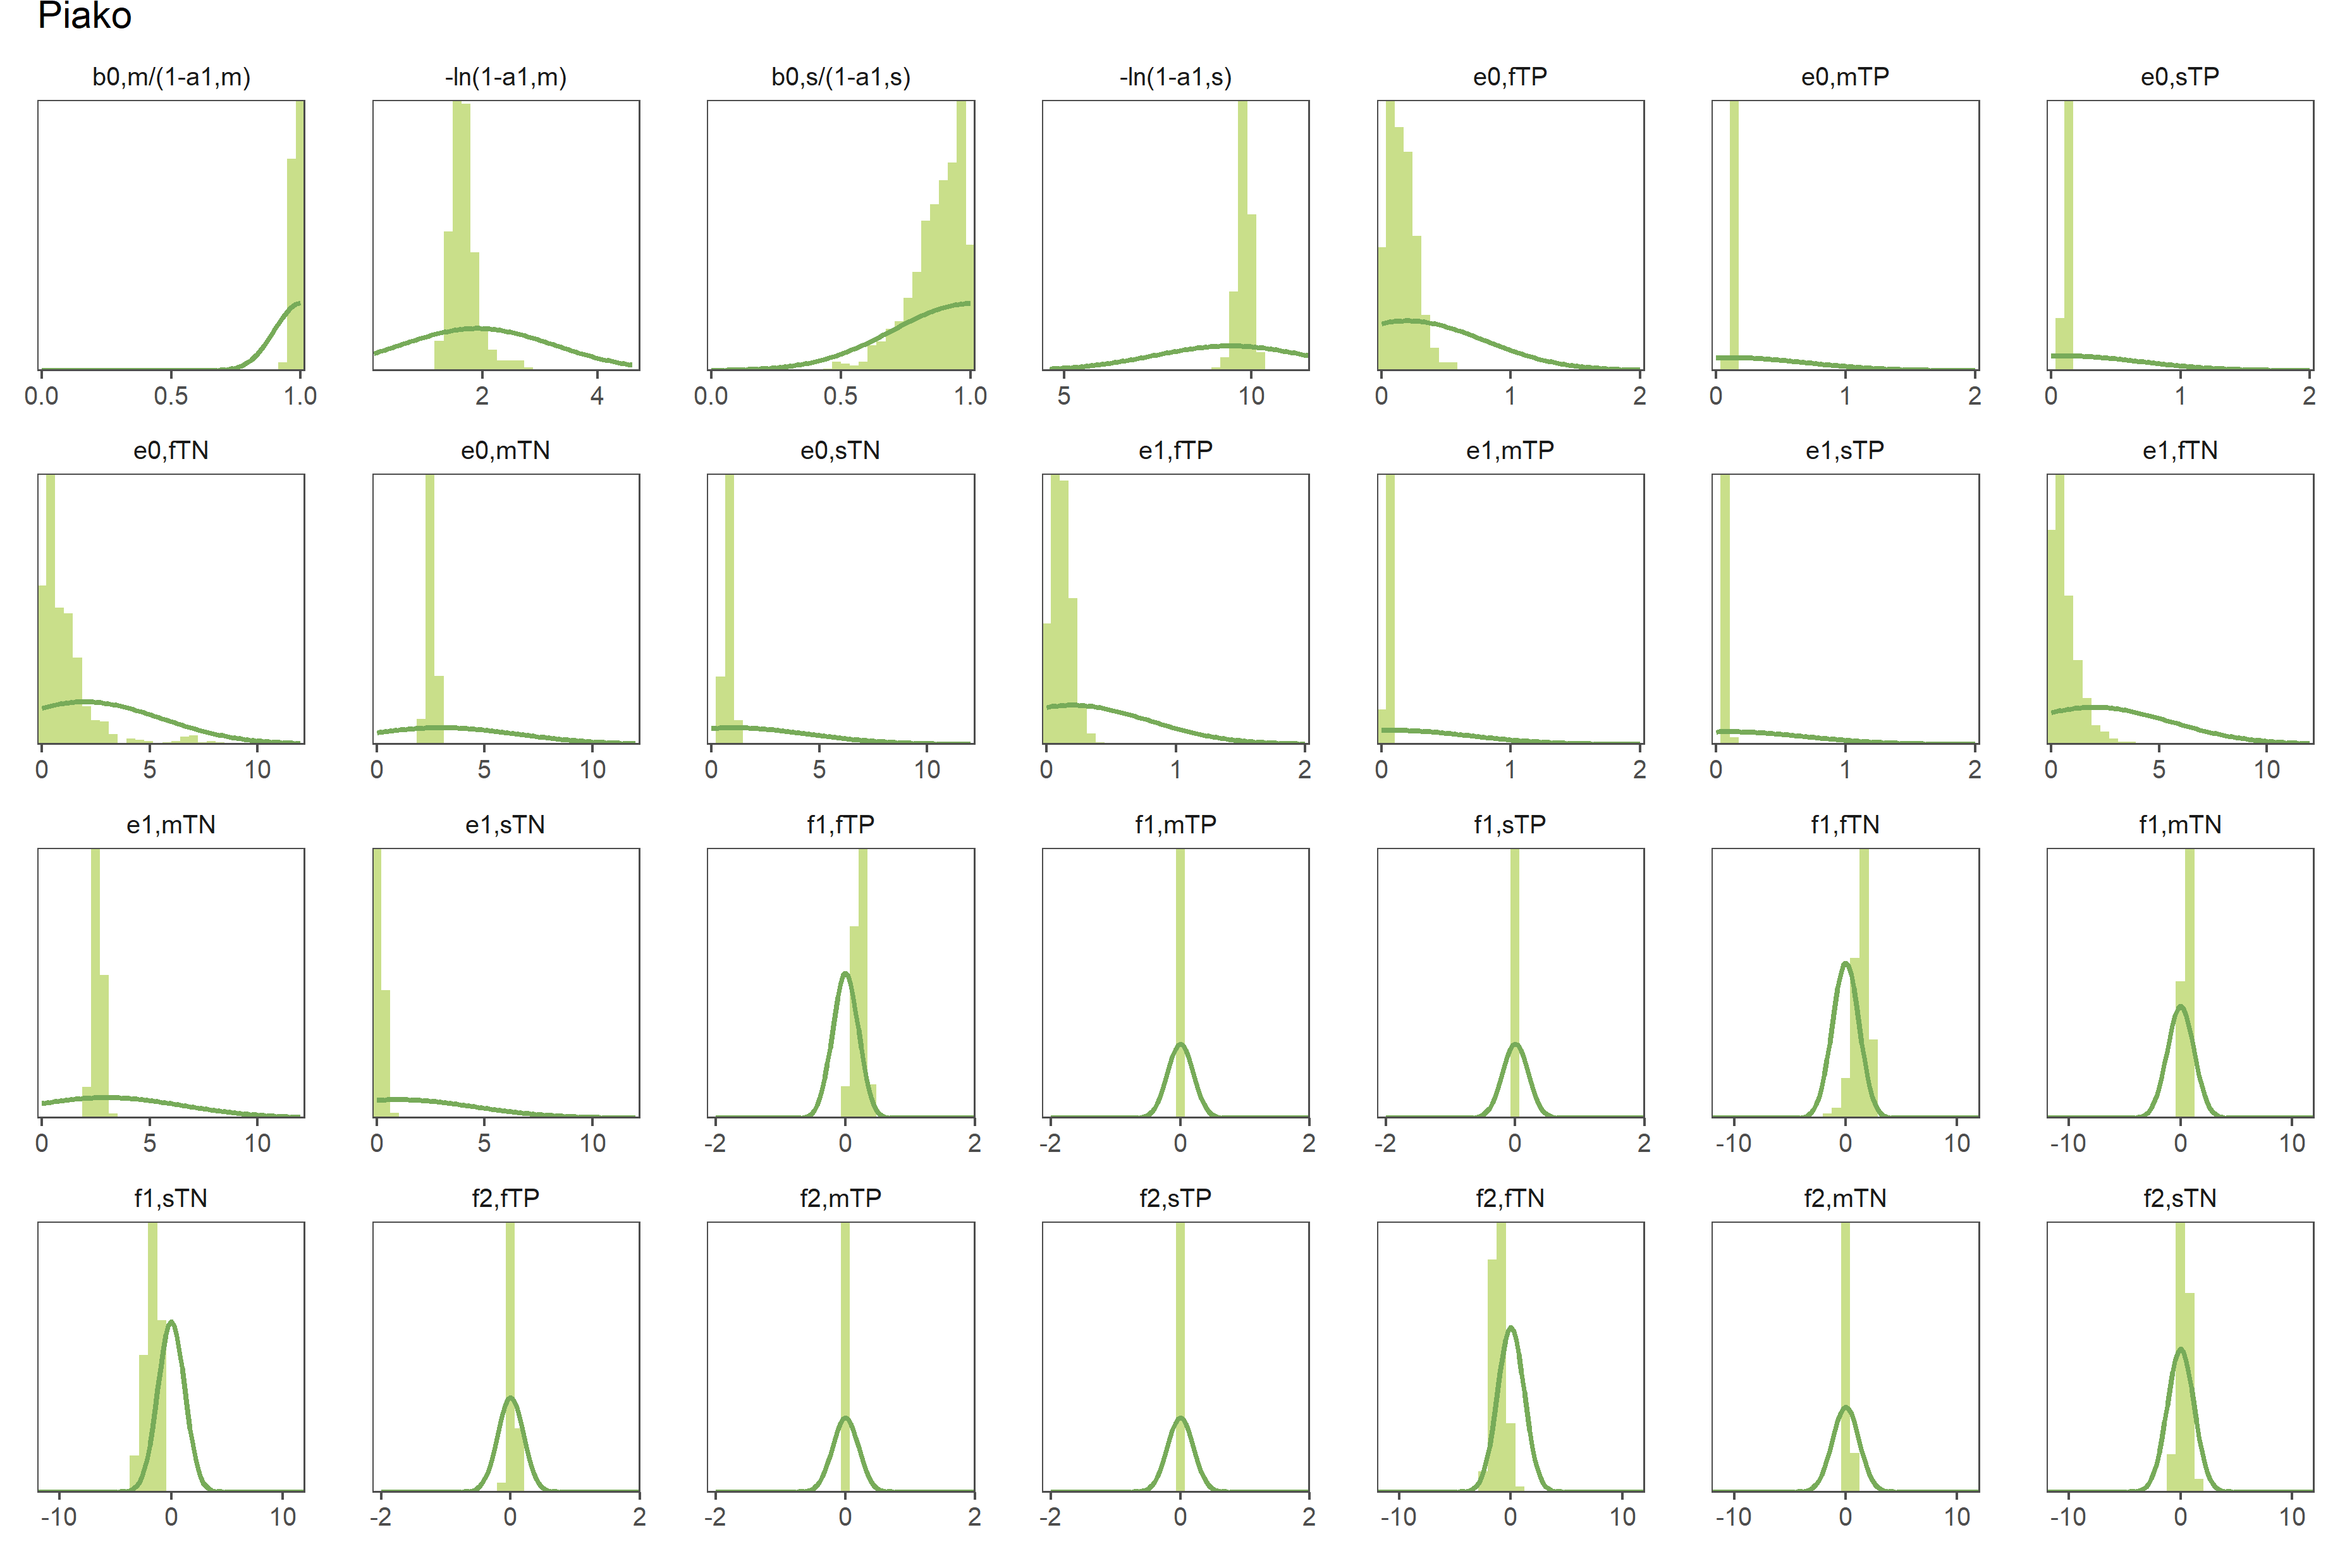 Piako
b0,m/(1-a1,m) -ln(1-a1,m) b0,s/(1-a1,s) -ln(1-a1,s) e0,fTP e0,mTP e0,sTP
0.0 0.5 1.0 2 4 0.0 0.5 1.0 5 10 0 1 2 0 1 2 0 1 2
e0,fTN e0,mTN e0,sTN e1,fTP e1,mTP e1,sTP e1,fTN
0 5 10 0 5 10 0 5 10 0 1 2 0 1 2 0 1 2 0 5 10
e1,mTN e1,sTN f1,fTP f1,mTP f1,sTP f1,fTN f1,mTN
0 5 10 0 5 10 -2 0 2 -2 0 2 -2 0 2 -10 0 10 -10 0 10
f1,sTN f2,fTP f2,mTP f2,sTP f2,fTN f2,mTN f2,sTN
-10 0 10 -2 0 2 -2 0 2 -2 0 2 -10 0 10 -10 0 10 -10 0 10